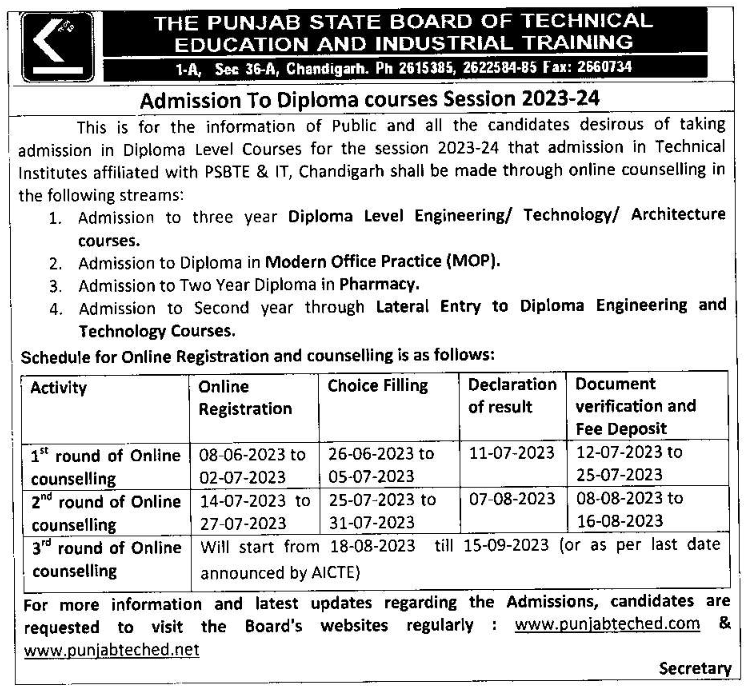 THE PUNJAB STATE BOARD OF TECHNICAL
EDUCATION AND INDUSTRIAL TRAINING
1-A, Sec 36-A, Chandigarh. Ph 2615385, 2622584-85 Fax: 2660734
Admission To Diploma courses Session 2023-24
This is for the information of Public and all the candidates desirous of taking
admission in Diploma Level Courses for the session 2023-24 that admission in Technical
Institutes affiliated with PSBTE & IT, Chandigarh shall be made through online counselling in
the following streams:
1. Admission to three year Diploma Level Engineering/ Technology/ Architecture
courses.
2. Admission to Diploma in Modern Office Practice (MOP).
3. Admission to Two Year Diploma in Pharmacy.
4. Admission to Second year through Lateral Entry to Diploma Engineering and
Technology Courses.
Schedule for Online Registration and counselling is as follows:
Activity Online Choice Filling Declaration Document
Registration of result verification and
Fee Deposit
1st round of Online 08-06-2023 to 26-06-2023 to 11-07-2023 12-07-2023 to
counselling 02-07-2023 05-07-2023 25-07-2023
2nd round of Online 14-07-2023 to 25-07-2023 to 07-08-2023 08-08-2023 to
counselling 27-07-2023 31-07-2023 16-08-2023
3rd round of Online Will start from 18-08-2023 till 15-09-2023 (or as per last date
counselling announced by AICTE)
For more information and latest updates regarding the Admissions, candidates are
requested to visit the Board's websites regularly : www.punjabteched.com &
www.punjabteched.net
Secretary